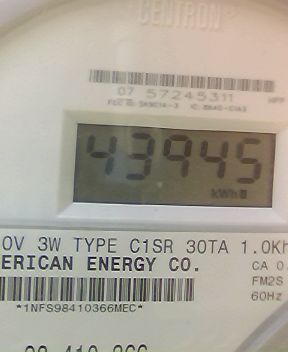 CENTRON
07 57245311
43945
kWh
0V 3W TYPE C1SR 30TA 1.0Kh
ERICAN ENERGY CO.
CA 0.
FM2S
60Hz
*1NFS98410366MEC*